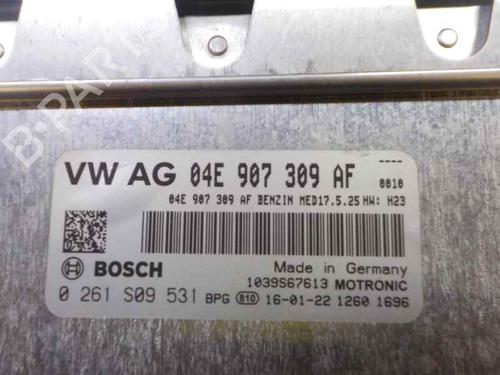 B-PARTS
VW AG 04E 907 309 AF 0010
04E 907 309 AF BENZIN MED17.5.25 HW: H23
BOSCH
Made in Germany
1039S67613 MOTRONIC
0 261 S09 531 BPG 810 16-01-22 1260 1696